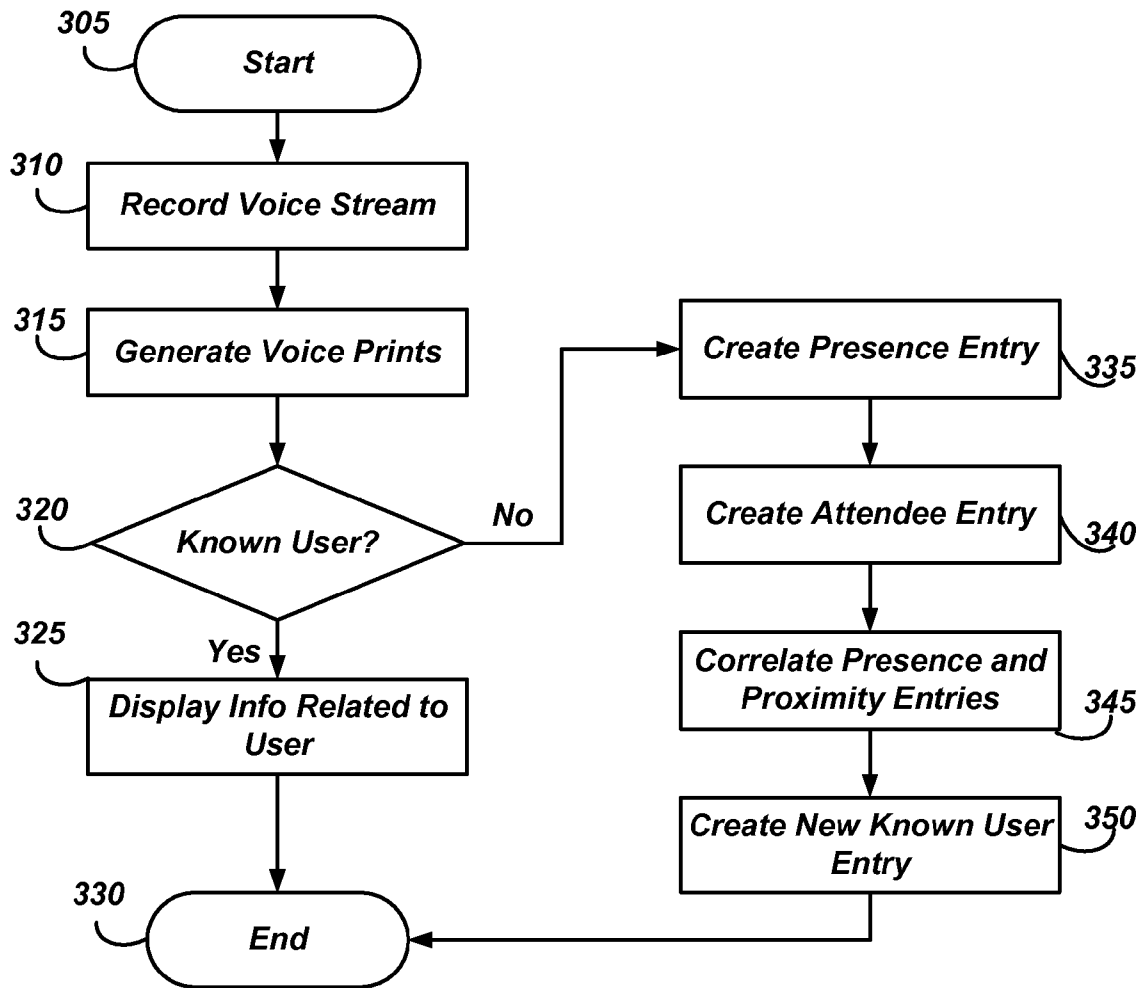 305
Start
310
Record Voice Stream
315
Generate Voice Prints
320
Known User?
No
Yes
325
Display Info Related to
User
330
End
Create Presence Entry
335
Create Attendee Entry
340
Correlate Presence and
Proximity Entries
345
Create New Known User
Entry
350